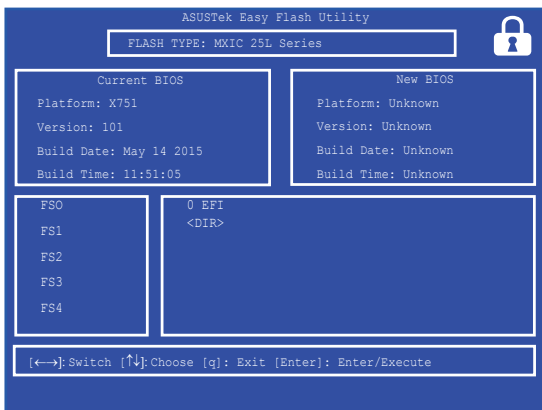 ASUSTek Easy Flash Utility
FLASH TYPE: MXIC 25L Series
Current BIOS
Platform: X751
Version: 101
Build Date: May 14 2015
Build Time: 11:51:05
New BIOS
Platform: Unknown
Version: Unknown
Build Date: Unknown
Build Time: Unknown
FSO
FS1
FS2
FS3
FS4
0 EFI
<DIR>
[←→]: Switch [↑↓]: Choose [q]: Exit [Enter]: Enter/Execute